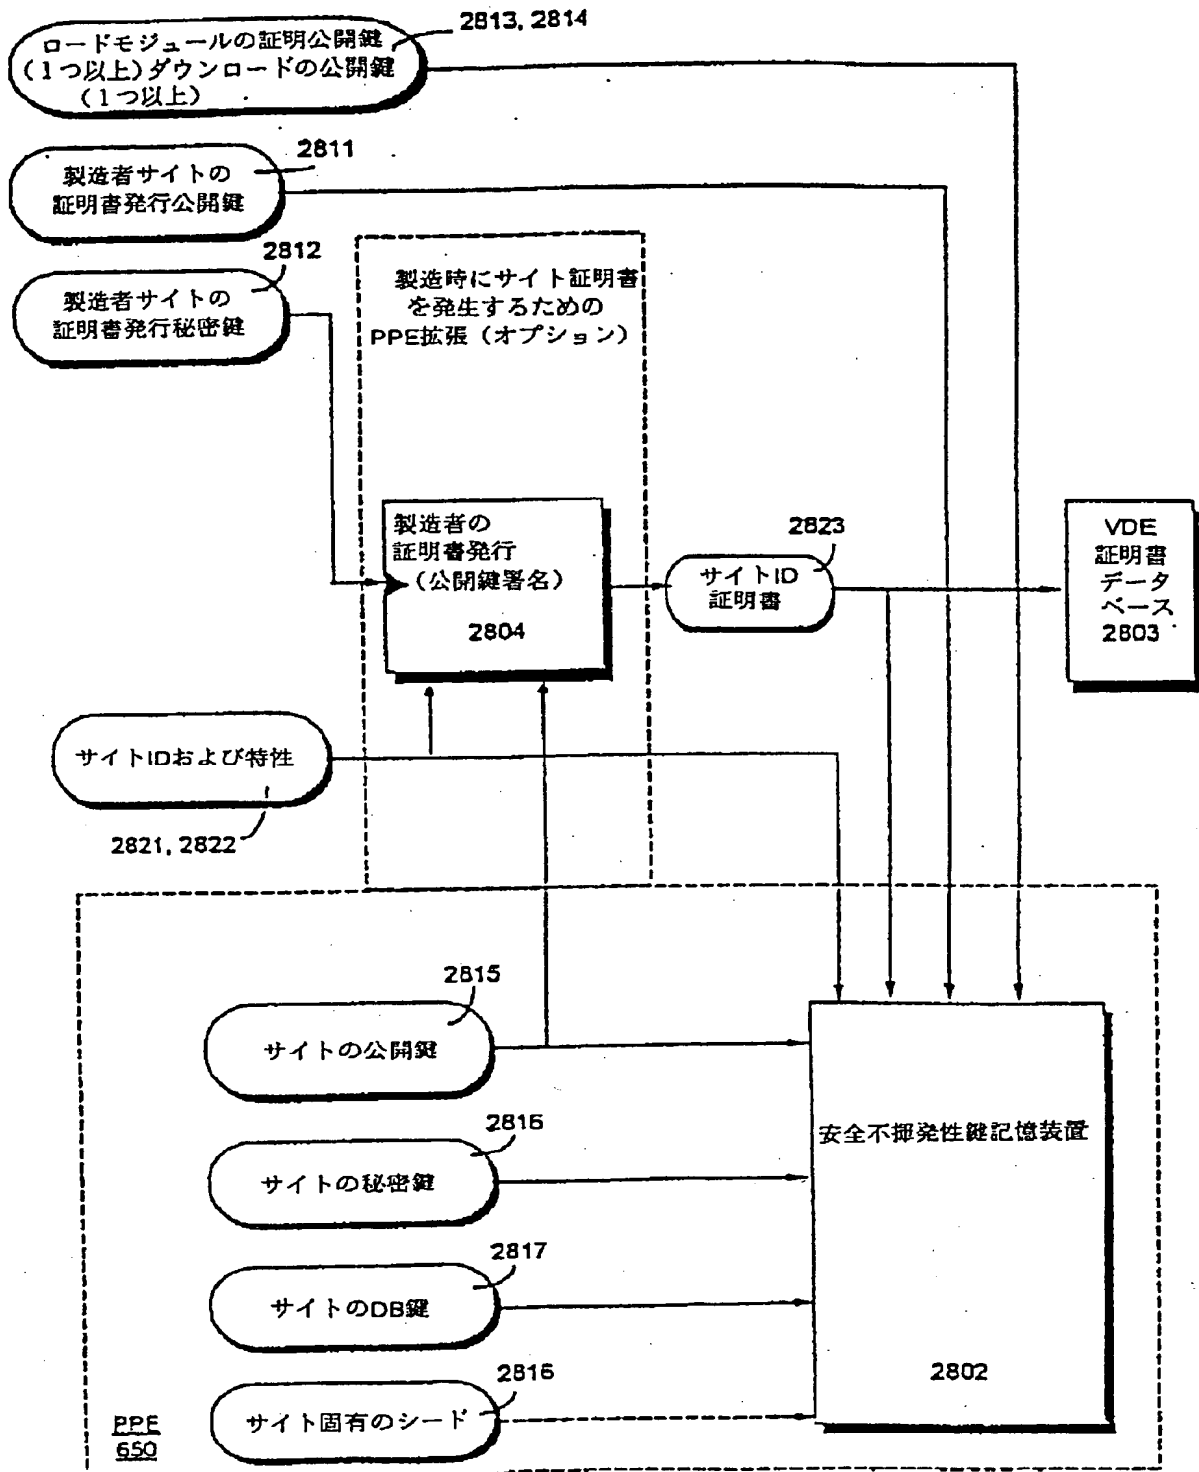 2813, 2814
ロードモジュールの証明公開鍵
(1つ以上)ダウンロードの公開鍵
(1つ以上)
2811
製造者サイトの
証明書発行公開鍵
2812
製造者サイトの
証明書発行秘密鍵
製造時にサイト証明書
を発生するための
PPE拡張(オプション)
製造者の
証明書発行
(公開鍵署名)
2804
2823
サイトID
証明書
VDE
証明書
データ
ベース
2803
サイトIDおよび特性
2821, 2822
2815
サイトの公開鍵
2816
サイトの秘密鍵
2817
サイトのDB鍵
2816
サイト固有のシード
安全不揮発性鍵記憶装置
2802
PPE
650